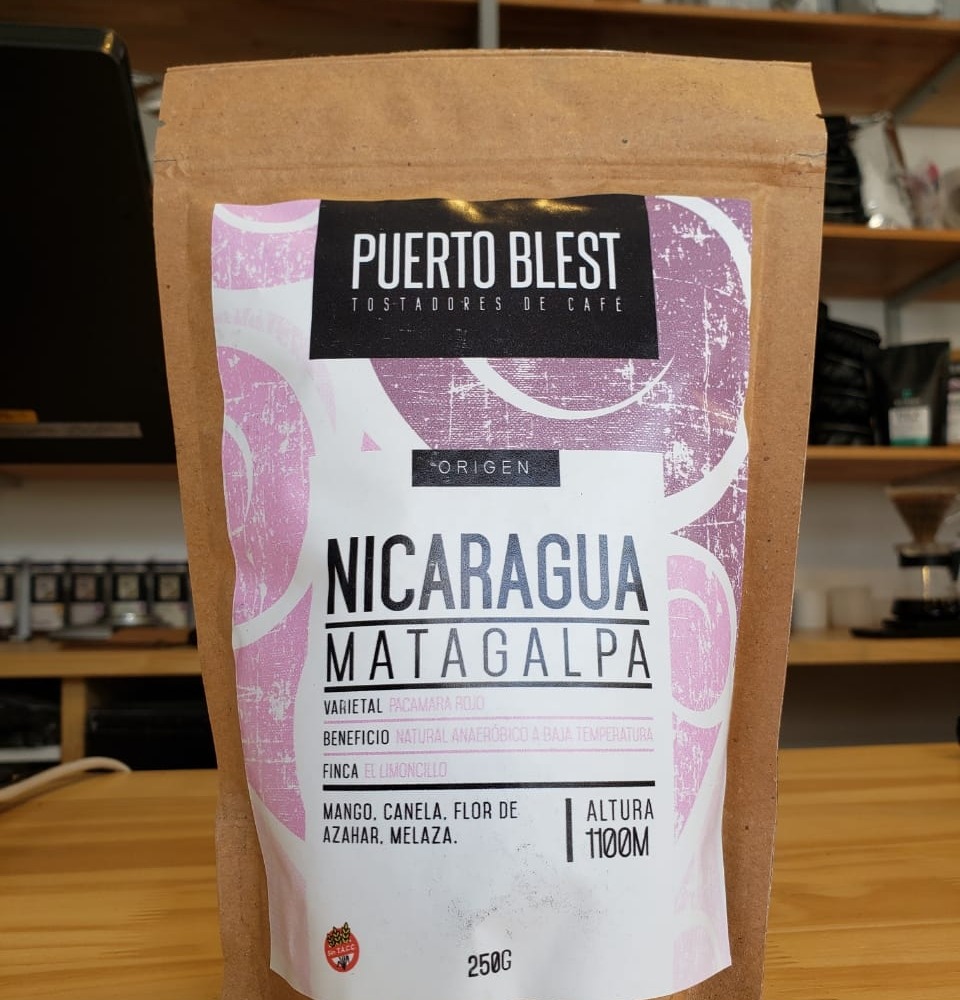 PUERTO BLEST
TOSTADORES DE CAFÉ
ORIGEN
NICARAGUA
MATAGALPA
VARIETAL PACAMARA ROJO
BENEFICIO NATURAL ANAERÓBICO A BAJA TEMPERATURA
FINCA EL LIMONCILLO
MANGO, CANELA, FLOR DE
AZAHAR, MELAZA.
ALTURA
1100M
Sin T.A.C.C.
250G